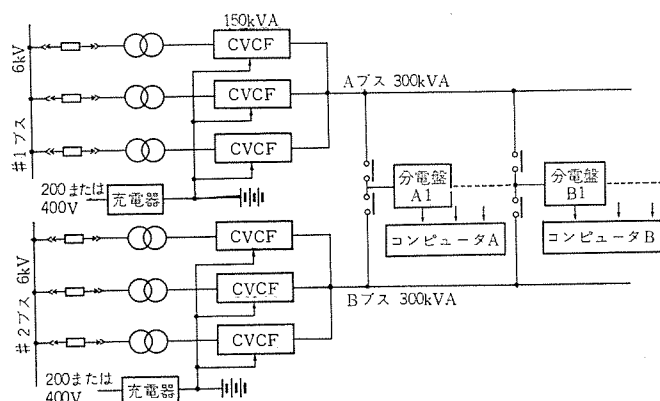 150kVA
CVCF
6kV
CVCF
CVCF
#1ブス
Aブス 300kVA
200または
400V
充電器
分電盤
A1
分電盤
B1
コンピュータA
コンピュータB
CVCF
6kV
CVCF
CVCF
#2ブス
Bブス 300kVA
200または
400V
充電器